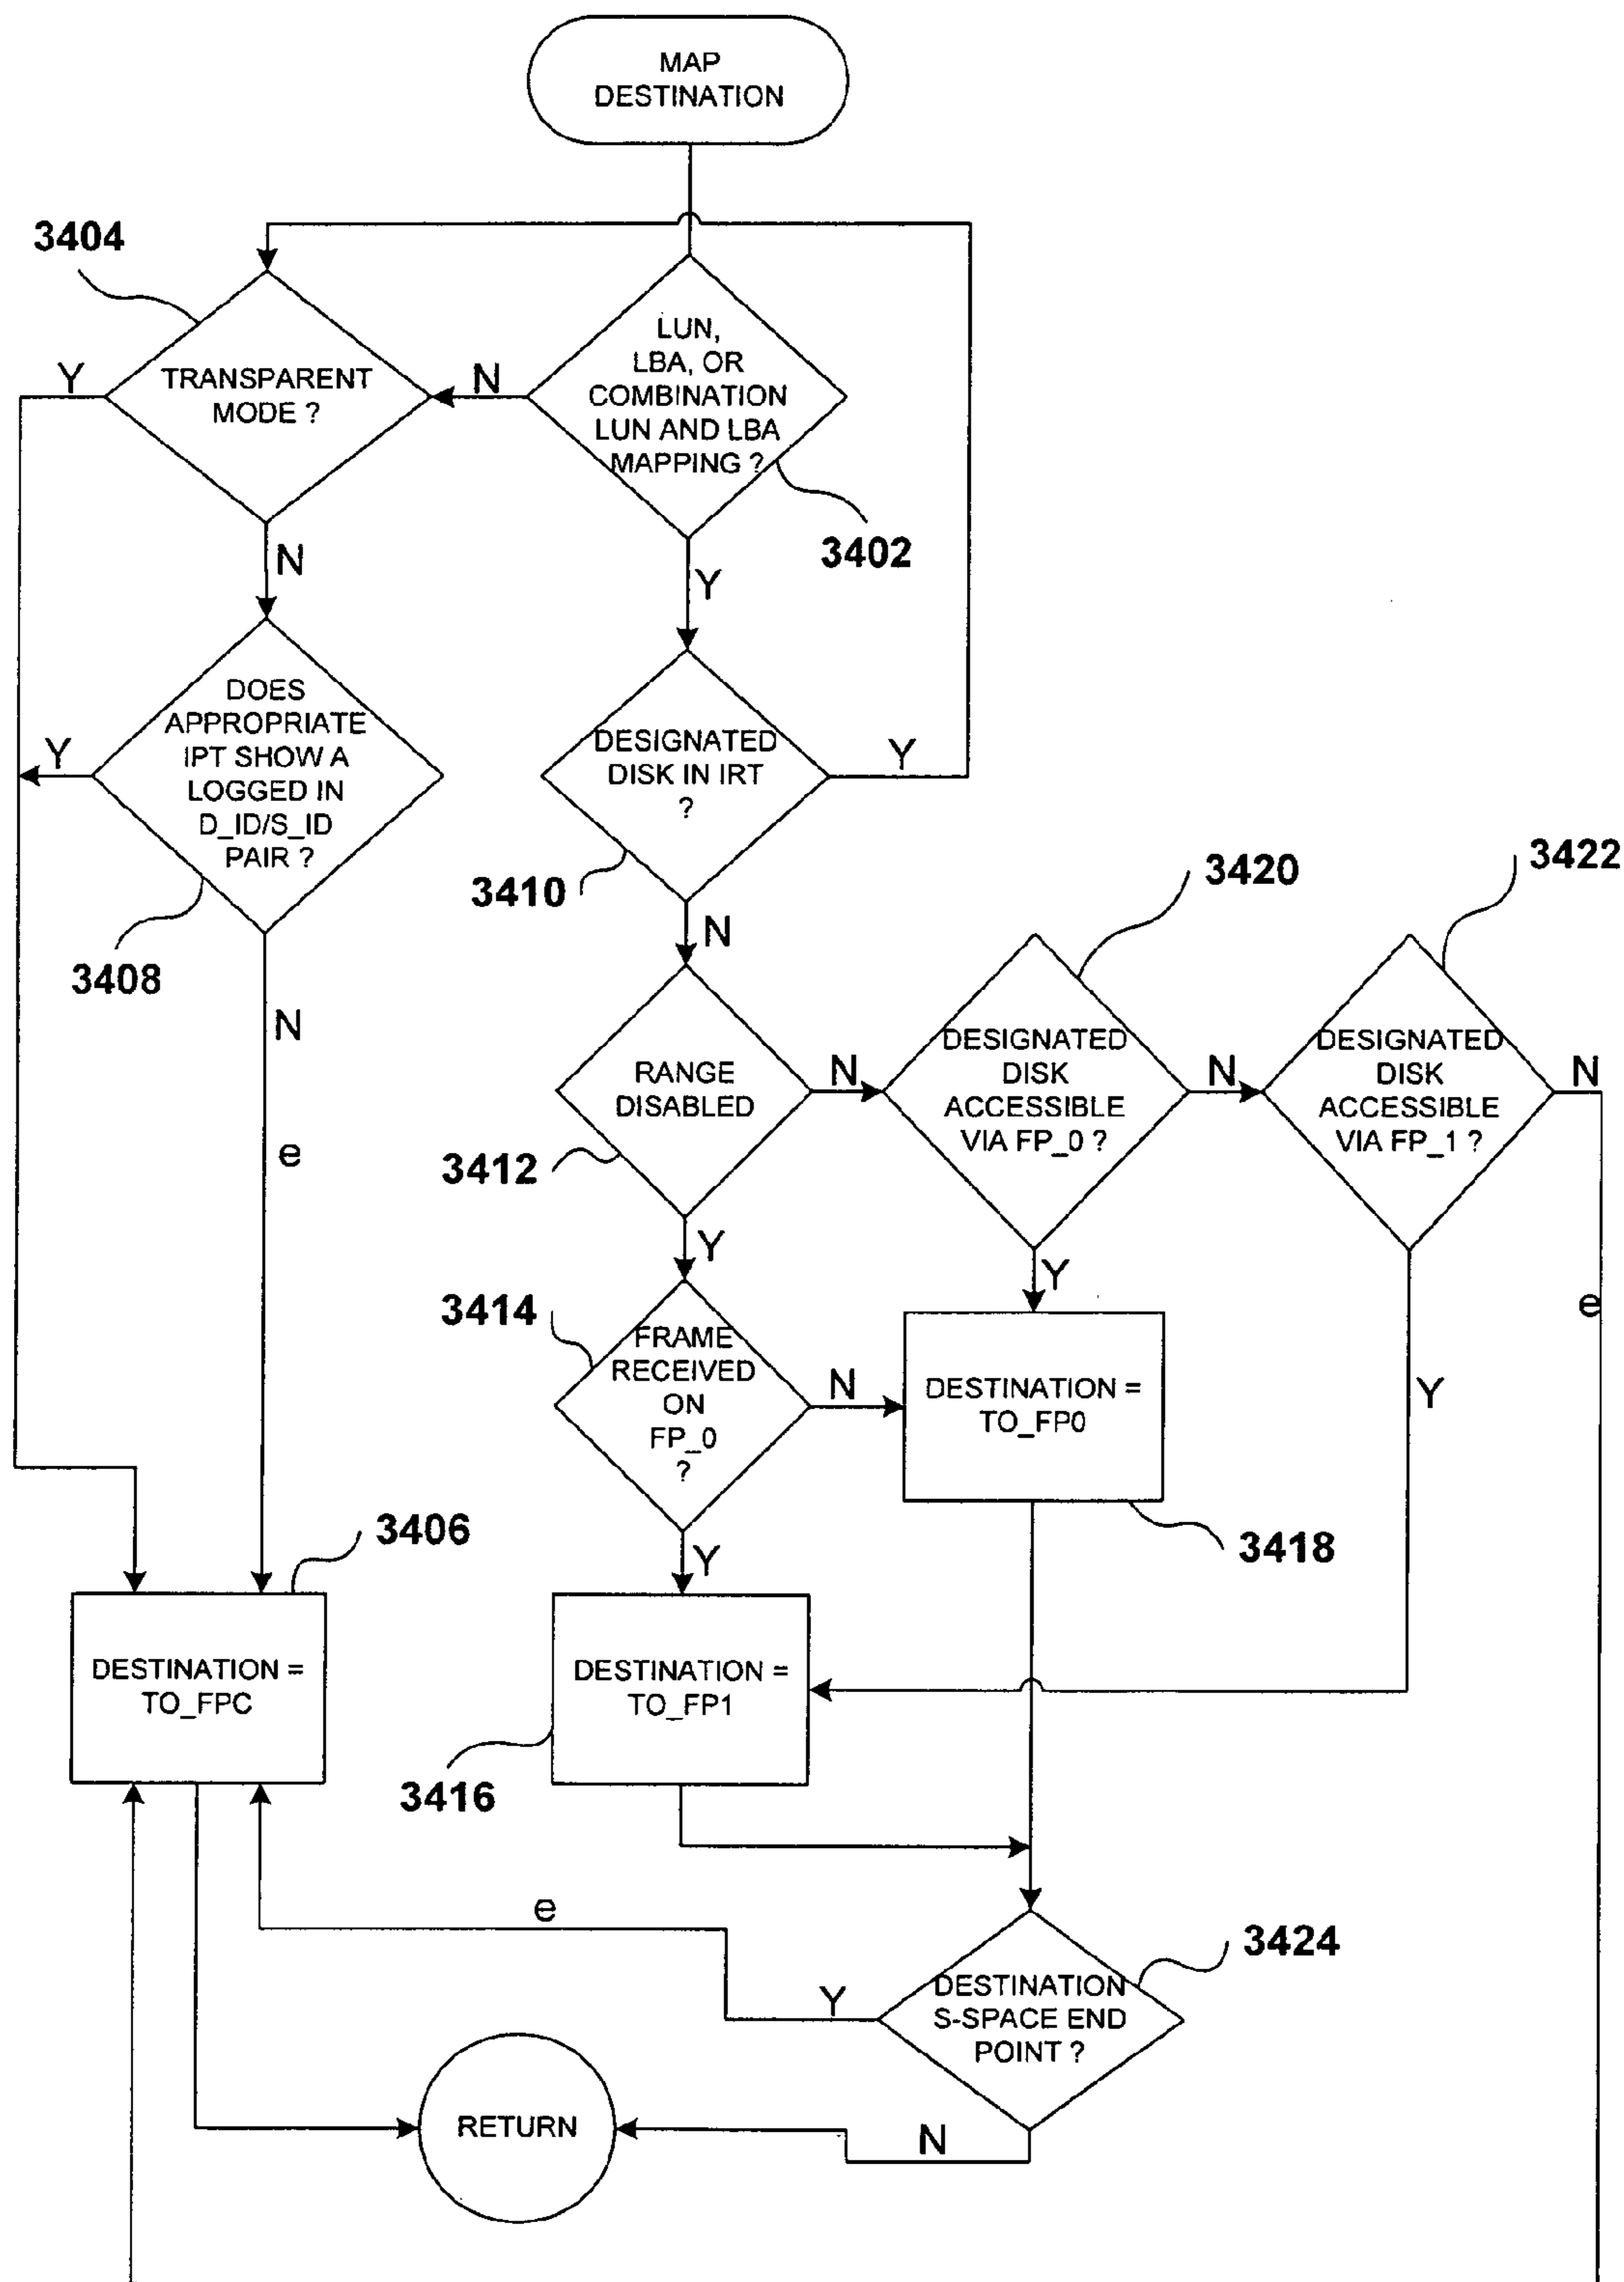 MAP
DESTINATION
3404
TRANSPARENT
MODE ?
Y
N
LUN,
LBA, OR
COMBINATION
LUN AND LBA
MAPPING ?
3402
N
Y
DOES
APPROPRIATE
IPT SHOW A
LOGGED IN
D_ID/S_ID
PAIR ?
Y
3408
DESIGNATED
DISK IN IRT
?
Y
3410
N
N
e
3420
3422
RANGE
DISABLED
N
3412
DESIGNATED
DISK
ACCESSIBLE
VIA FP_0 ?
N
DESIGNATED
DISK
ACCESSIBLE
VIA FP_1 ?
N
Y
Y
e
3414
FRAME
RECEIVED
ON
FP_0
?
N
DESTINATION =
TO_FP0
Y
3406
Y
3418
DESTINATION =
TO_FPC
DESTINATION =
TO_FP1
3416
e
3424
Y
DESTINATION
S-SPACE END
POINT ?
RETURN
N